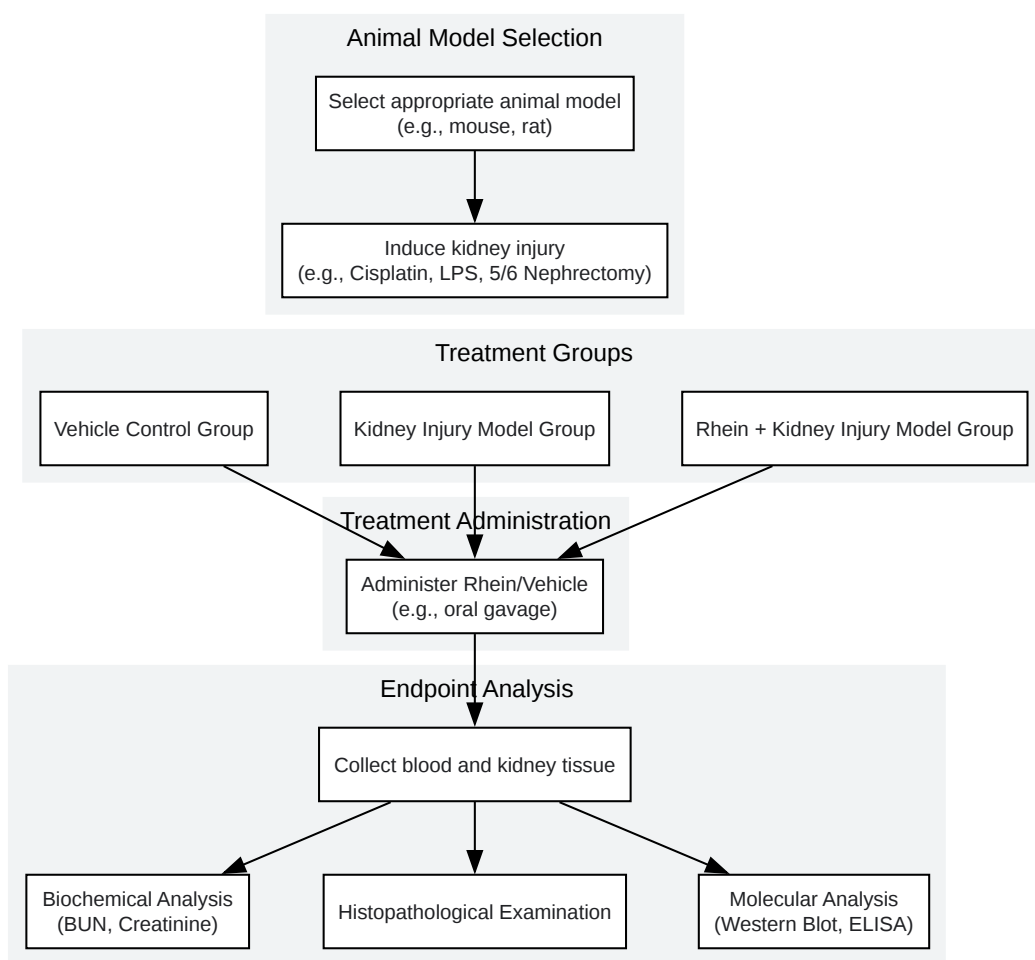 Animal Model Selection
Select appropriate animal model
(e.g., mouse, rat)
Induce kidney injury
(e.g., Cisplatin, LPS, 5/6 Nephrectomy)
Treatment Groups
Vehicle Control Group
Kidney Injury Model Group
Rhein + Kidney Injury Model Group
Treatment Administration
Administer Rhein/Vehicle
(e.g., oral gavage)
Endpoint Analysis
Collect blood and kidney tissue
Biochemical Analysis
(BUN, Creatinine)
Histopathological Examination
Molecular Analysis
(Western Blot, ELISA)